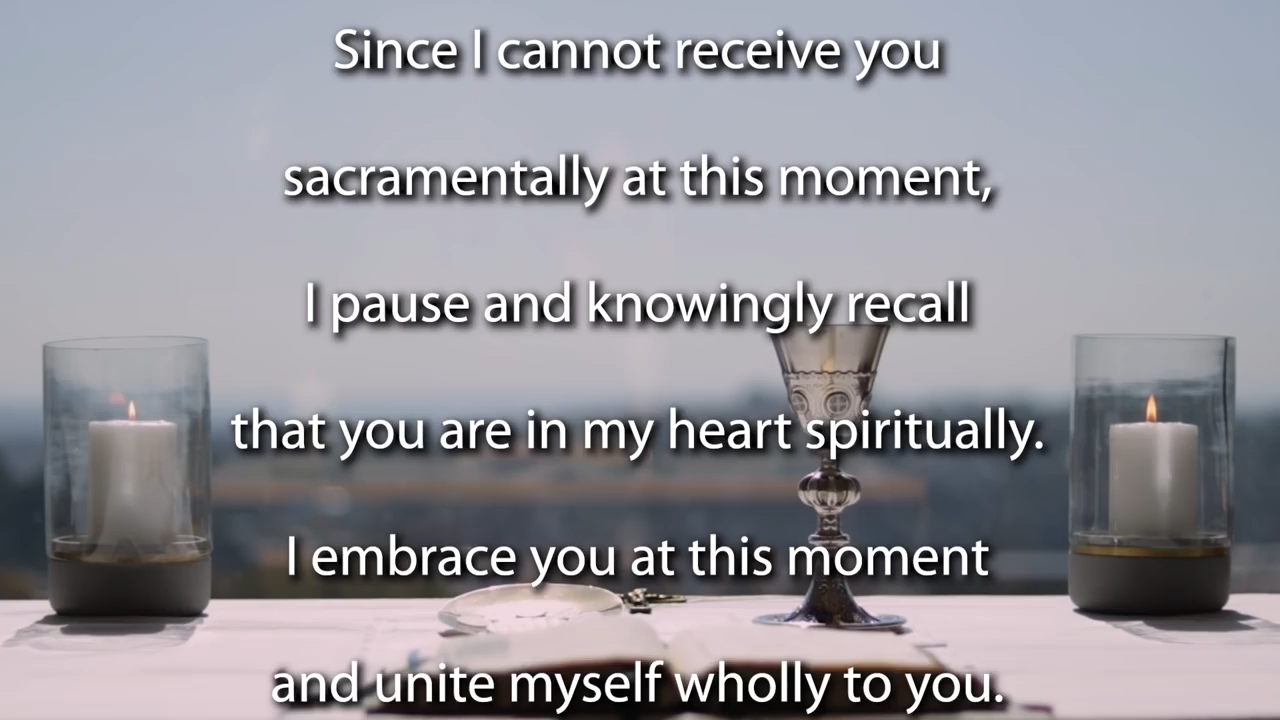 Since I cannot receive you
sacramentally at this moment,
I pause and knowingly recall
that you are in my heart spiritually.
I embrace you at this moment
and unite myself wholly to you.